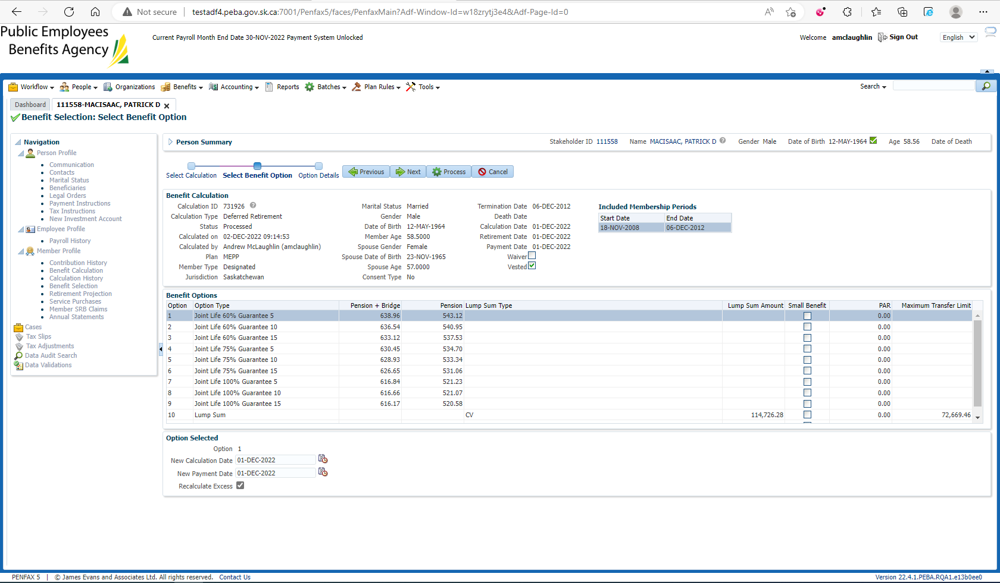 Not secure
testadf4.peba.gov.sk.ca:7001/Penfax5/faces/PenfaxMain?Adf-Window-Id=w18zrytj3e4&Adf-Page-Id=0
Public Employees
Benefits Agency
Current Payroll Month End Date 30-NOV-2022 Payment System Unlocked
Welcome amclaughlin Sign Out English
Workflow People Organizations Benefits Accounting Reports Batches Plan Rules Tools Search
Dashboard 111558-MACISAAC, PATRICK D
Benefit Selection: Select Benefit Option
Navigation
Person Profile
Communication
Contacts
Marital Status
Beneficiaries
Legal Orders
Payment Instructions
Tax Instructions
New Investment Account
Employee Profile
Payroll History
Member Profile
Contribution History
Benefit Calculation
Calculation History
Benefit Selection
Retirement Projection
Service Purchases
Member SRB Claims
Annual Statements
Cases
Tax Slips
Tax Adjustments
Data Audit Search
Data Validations
Person Summary
Stakeholder ID 111558 Name MACISAAC, PATRICK D Gender Male Date of Birth 12-MAY-1964 Age 58.56 Date of Death
Select Calculation Select Benefit Option Option Details Previous Next Process Cancel
Benefit Calculation
Calculation ID 731926 Marital Status Married Termination Date 06-DEC-2012 Included Membership Periods
Calculation Type Deferred Retirement Gender Male Death Date Start Date End Date
Status Processed Date of Birth 12-MAY-1964 Calculation Date 01-DEC-2022 18-NOV-2008 06-DEC-2012
Calculated on 02-DEC-2022 09:14:53 Member Age 58.5000 Retirement Date 01-DEC-2022
Calculated by Andrew McLaughlin (amclaughlin) Spouse Gender Female Payment Date 01-DEC-2022
Plan MEPP Spouse Date of Birth 23-NOV-1965 Waiver
Member Type Designated Spouse Age 57.0000 Vested
Jurisdiction Saskatchewan Consent Type No
Benefit Options
Option Option Type Pension + Bridge Pension Lump Sum Type Lump Sum Amount Small Benefit PAR Maximum Transfer Limit
1 Joint Life 60% Guarantee 5 638.96 543.12 0.00
2 Joint Life 60% Guarantee 10 636.54 540.95 0.00
3 Joint Life 60% Guarantee 15 633.12 537.53 0.00
4 Joint Life 75% Guarantee 5 630.45 534.70 0.00
5 Joint Life 75% Guarantee 10 628.93 533.34 0.00
6 Joint Life 75% Guarantee 15 626.65 531.06 0.00
7 Joint Life 100% Guarantee 5 616.84 521.23 0.00
8 Joint Life 100% Guarantee 10 616.66 521.07 0.00
9 Joint Life 100% Guarantee 15 616.17 520.58 0.00
10 Lump Sum CV 114,726.28 0.00 72,669.46
Option Selected
Option 1
New Calculation Date 01-DEC-2022
New Payment Date 01-DEC-2022
Recalculate Excess
PENFAX 5 | © James Evans and Associates Ltd. All rights reserved. Contact Us
Version 22.4.1.PEBA.RQA1.e13b0ee0